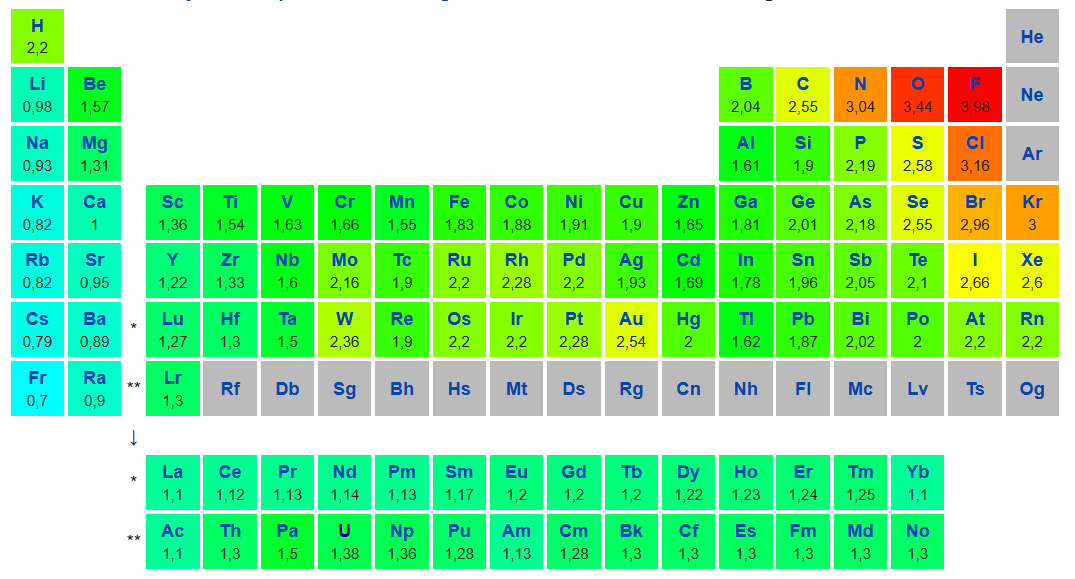 H He
2,2
Li Be B C N O F Ne
0,98 1,57 2,04 2,55 3,04 3,44 3,98
Na Mg Al Si P S Cl Ar
0,93 1,31 1,61 1,9 2,19 2,58 3,16
K Ca Sc Ti V Cr Mn Fe Co Ni Cu Zn Ga Ge As Se Br Kr
0,82 1 1,36 1,54 1,63 1,66 1,55 1,83 1,88 1,91 1,9 1,65 1,81 2,01 2,18 2,55 2,96 3
Rb Sr Y Zr Nb Mo Tc Ru Rh Pd Ag Cd In Sn Sb Te I Xe
0,82 0,95 1,22 1,33 1,6 2,16 1,9 2,2 2,28 2,2 1,93 1,69 1,78 1,96 2,05 2,1 2,66 2,6
Cs Ba * Lu Hf Ta W Re Os Ir Pt Au Hg Tl Pb Bi Po At Rn
0,79 0,89 1,27 1,3 1,5 2,36 1,9 2,2 2,2 2,28 2,54 2 1,62 1,87 2,02 2 2,2 2,2
Fr Ra ** Lr Rf Db Sg Bh Hs Mt Ds Rg Cn Nh Fl Mc Lv Ts Og
0,7 0,9 1,3
↓
* La Ce Pr Nd Pm Sm Eu Gd Tb Dy Ho Er Tm Yb
1,1 1,12 1,13 1,14 1,13 1,17 1,2 1,2 1,2 1,22 1,23 1,24 1,25 1,1
** Ac Th Pa U Np Pu Am Cm Bk Cf Es Fm Md No
1,1 1,3 1,5 1,38 1,36 1,28 1,13 1,28 1,3 1,3 1,3 1,3 1,3 1,3